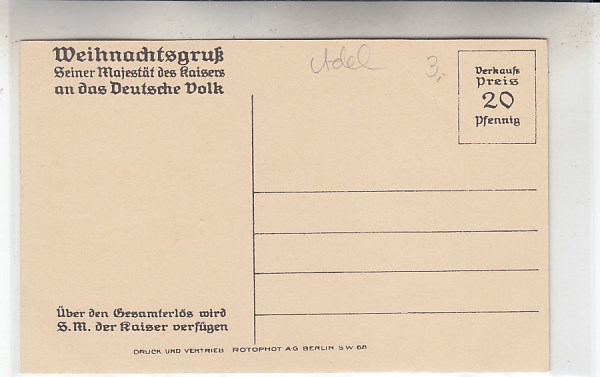 Weihnachtsgruß
Seiner Majestät des Kaisers
an das Deutsche Volk
Adel
3,
Verkaufs
Preis
20
Pfennig
Über den Gesamterlös wird
S.M. der Kaiser verfügen
DRUCK UND VERTRIEB ROTOPHOT A-G BERLIN S.W. 68